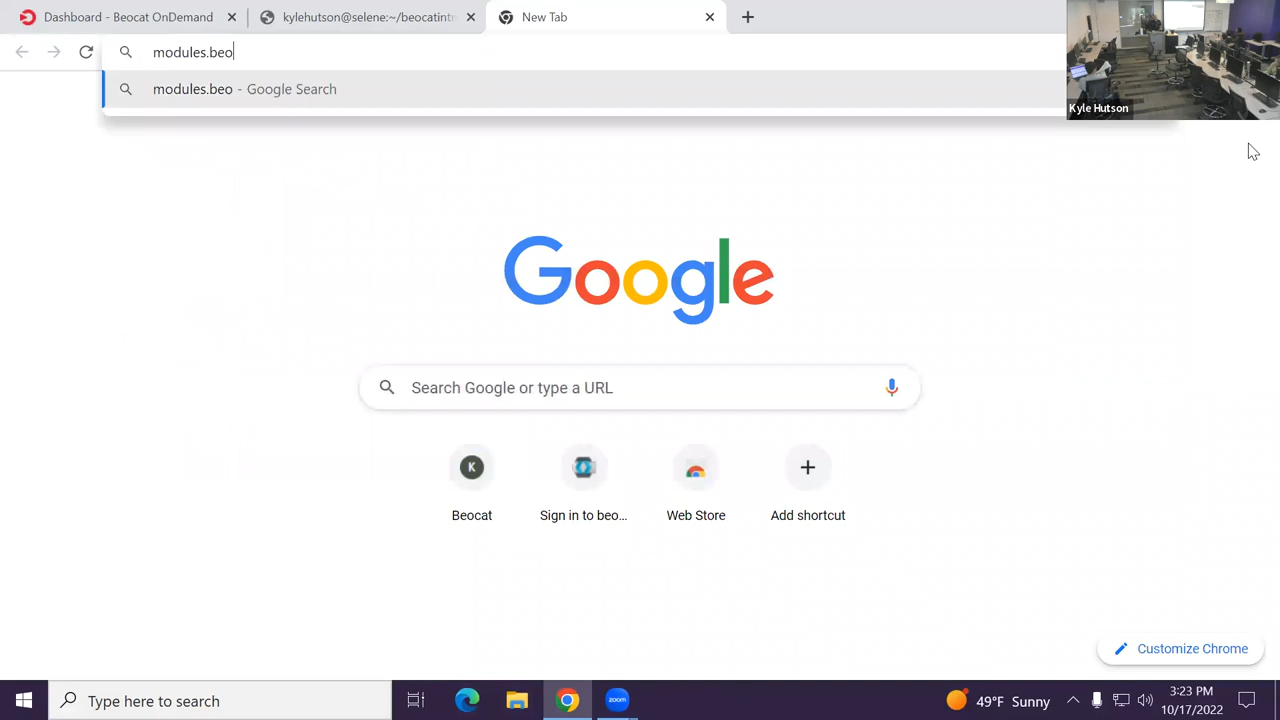 Dashboard - Beocat OnDemand
kylehutson@selene:~/beocatint
New Tab
modules.beo
modules.beo - Google Search
Kyle Hutson
Google
Search Google or type a URL
K
Beocat
Sign in to beo...
Web Store
Add shortcut
Customize Chrome
Type here to search
zoom
49°F Sunny
3:23 PM
10/17/2022